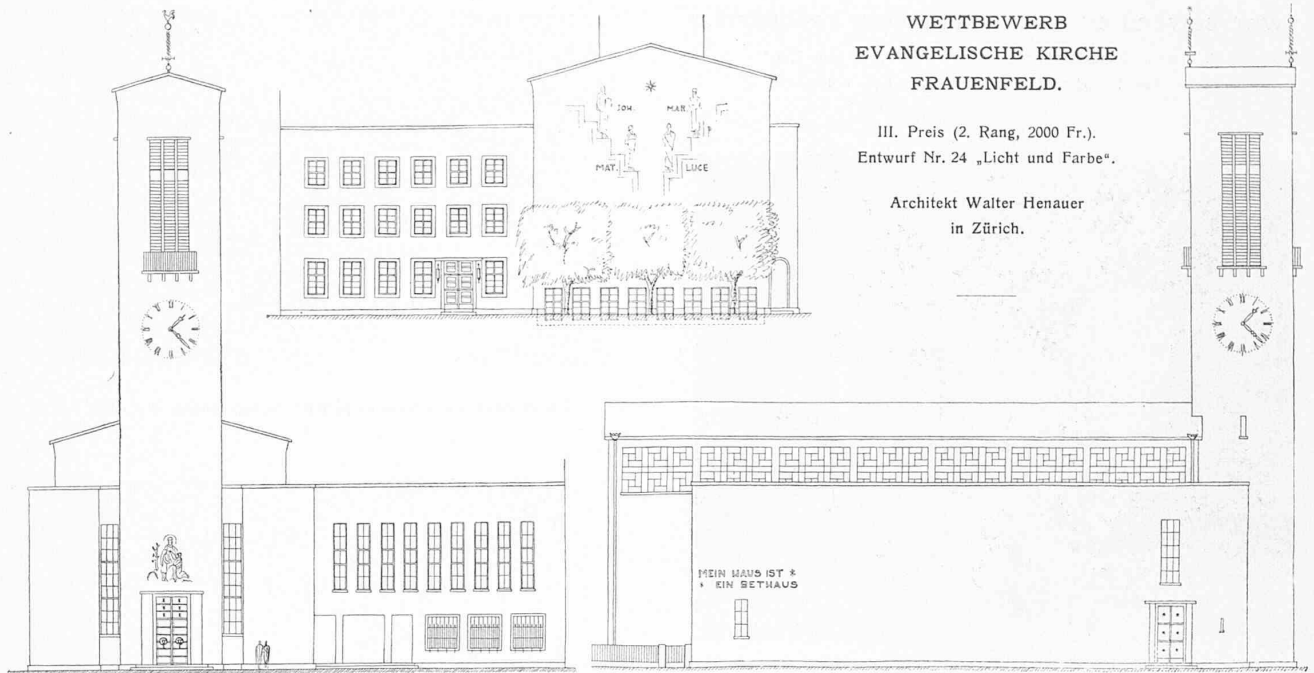 WETTBEWERB
EVANGELISCHE KIRCHE
FRAUENFELD.
III. Preis (2. Rang, 2000 Fr.).
Entwurf Nr. 24 „Licht und Farbe“.
Architekt Walter Henauer
in Zürich.
JOH. MAR.
MAT. LUCE
MEIN HAUS IST *
* EIN BETHAUS